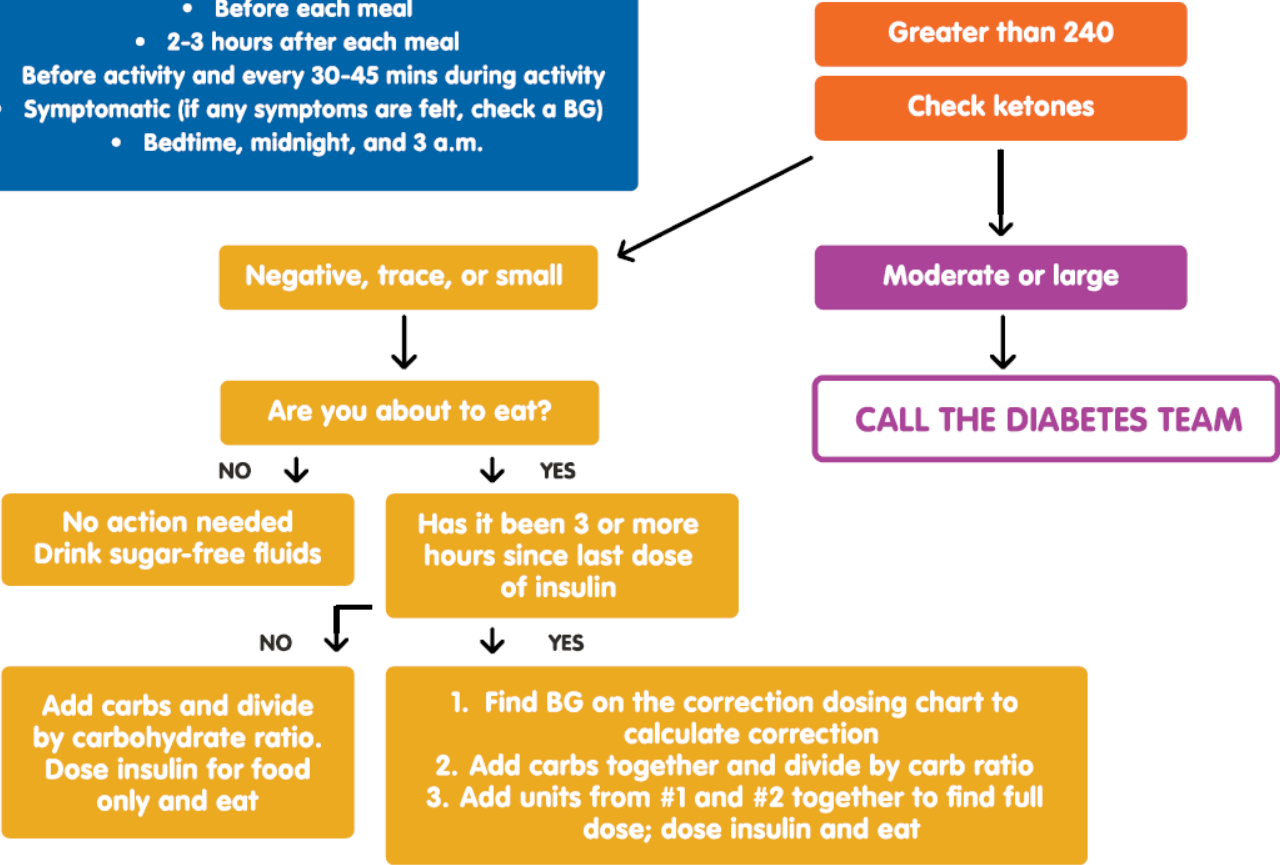 • Before each meal
• 2-3 hours after each meal
Before activity and every 30-45 mins during activity
• Symptomatic (if any symptoms are felt, check a BG)
• Bedtime, midnight, and 3 a.m.
Greater than 240
Check ketones
Negative, trace, or small
Moderate or large
Are you about to eat?
CALL THE DIABETES TEAM
NO
YES
No action needed
Drink sugar-free fluids
Has it been 3 or more
hours since last dose
of insulin
NO
YES
Add carbs and divide
by carbohydrate ratio.
Dose insulin for food
only and eat
1. Find BG on the correction dosing chart to
calculate correction
2. Add carbs together and divide by carb ratio
3. Add units from #1 and #2 together to find full
dose; dose insulin and eat